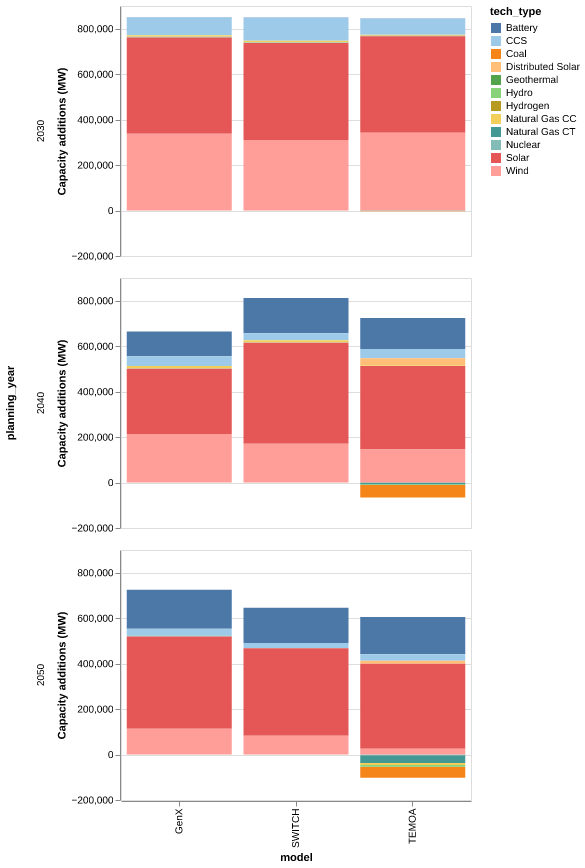 tech_type
Battery
CCS
Coal
Distributed Solar
Geothermal
Hydro
Hydrogen
Natural Gas CC
Natural Gas CT
Nuclear
Solar
Wind
planning_year
2030
Capacity additions (MW)
800,000
600,000
400,000
200,000
0
−200,000
2040
Capacity additions (MW)
800,000
600,000
400,000
200,000
0
−200,000
2050
Capacity additions (MW)
800,000
600,000
400,000
200,000
0
−200,000
GenX
SWITCH
TEMOA
model